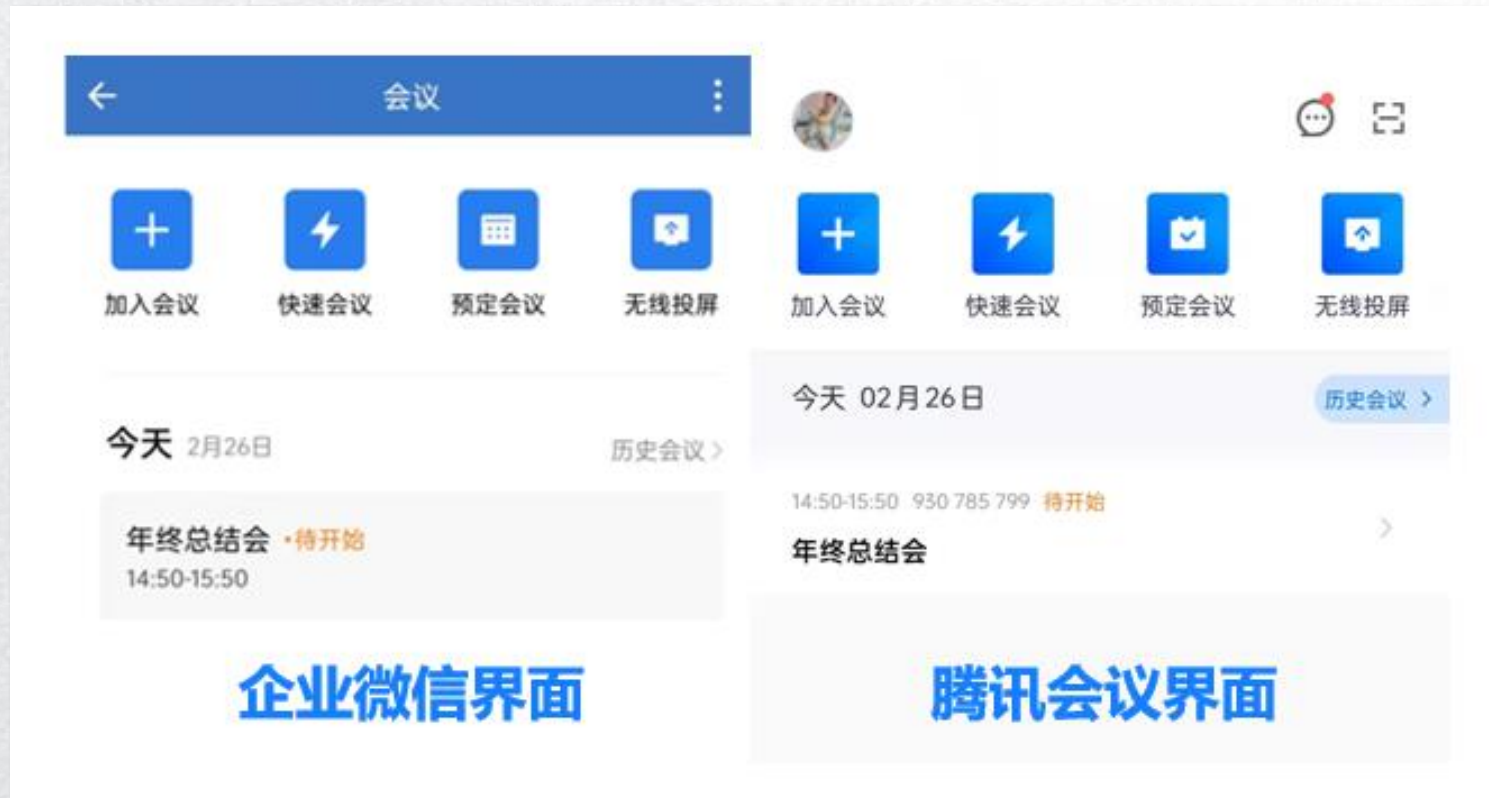 会议
加入会议 快速会议 预定会议 无线投屏
今天 2月26日 历史会议 >
年终总结会 •待开始
14:50-15:50
企业微信界面
加入会议 快速会议 预定会议 无线投屏
今天 02月26日 历史会议 >
14:50-15:50 930 785 799 待开始
年终总结会
腾讯会议界面